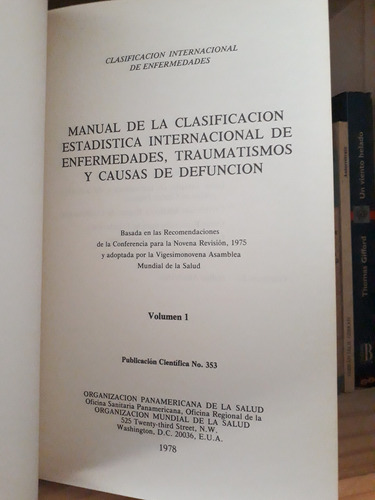 CLASIFICACION INTERNACIONAL
DE ENFERMEDADES
MANUAL DE LA CLASIFICACION
ESTADISTICA INTERNACIONAL DE
ENFERMEDADES, TRAUMATISMOS
Y CAUSAS DE DEFUNCION
Basada en las Recomendaciones
de la Conferencia para la Novena Revisión, 1975
y adoptada por la Vigesimonovena Asamblea
Mundial de la Salud
Volumen 1
Publicación Científica No. 353
ORGANIZACION PANAMERICANA DE LA SALUD
Oficina Sanitaria Panamericana, Oficina Regional de la
ORGANIZACION MUNDIAL DE LA SALUD
525 Twenty-third Street, N.W.
Washington, D.C. 20036, E.U.A.
1978
Un viento helado
Thomas Gifford
B